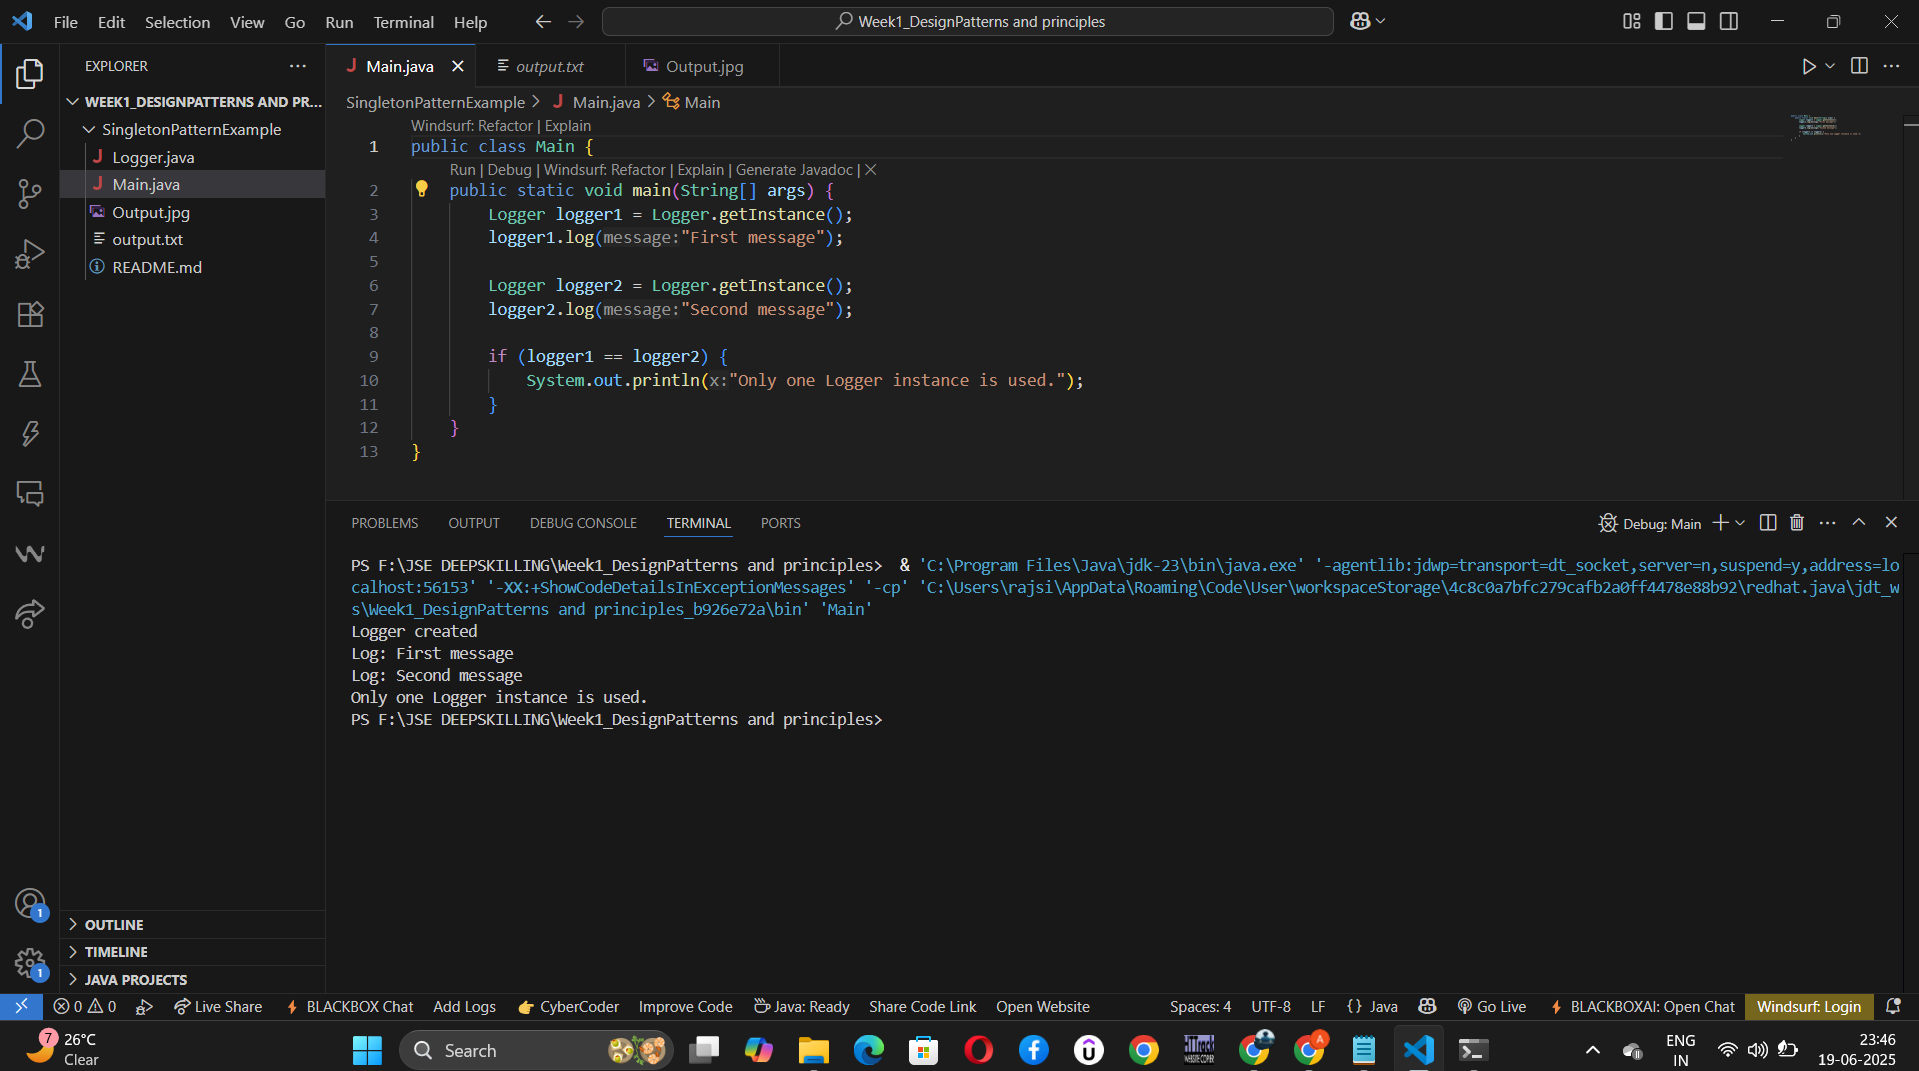 File Edit Selection View Go Run Terminal Help
Week1_DesignPatterns and principles
EXPLORER
WEEK1_DESIGNPATTERNS AND PR...
SingletonPatternExample
Logger.java
Main.java
Output.jpg
output.txt
README.md
OUTLINE
TIMELINE
JAVA PROJECTS
1
1
Main.java output.txt Output.jpg
SingletonPatternExample > Main.java > Main
Windsurf: Refactor | Explain
1 public class Main {
Run | Debug | Windsurf: Refactor | Explain | Generate Javadoc | X
2 public static void main(String[] args) {
3 Logger logger1 = Logger.getInstance();
4 logger1.log(message:"First message");
5
6 Logger logger2 = Logger.getInstance();
7 logger2.log(message:"Second message");
8
9 if (logger1 == logger2) {
10 System.out.println(x:"Only one Logger instance is used.");
11 }
12 }
13 }
PROBLEMS OUTPUT DEBUG CONSOLE TERMINAL PORTS
Debug: Main
PS F:\JSE DEEPSKILLING\Week1_DesignPatterns and principles> & 'C:\Program Files\Java\jdk-23\bin\java.exe' '-agentlib:jdwp=transport=dt_socket,server=n,suspend=y,address=lo
calhost:56153' '-XX:+ShowCodeDetailsInExceptionMessages' '-cp' 'C:\Users\rajsi\AppData\Roaming\Code\User\workspaceStorage\4c8c0a7bfc279cafb2a0ff4478e88b92\redhat.java\jdt_w
s\Week1_DesignPatterns and principles_b926e72a\bin' 'Main'
Logger created
Log: First message
Log: Second message
Only one Logger instance is used.
PS F:\JSE DEEPSKILLING\Week1_DesignPatterns and principles>
0 0 Live Share BLACKBOX Chat Add Logs CyberCoder Improve Code Java: Ready Share Code Link Open Website Spaces: 4 UTF-8 LF {} Java Go Live BLACKBOXAI: Open Chat Windsurf: Login
7 26°C
Clear
Search
ENG
IN
23:46
19-06-2025